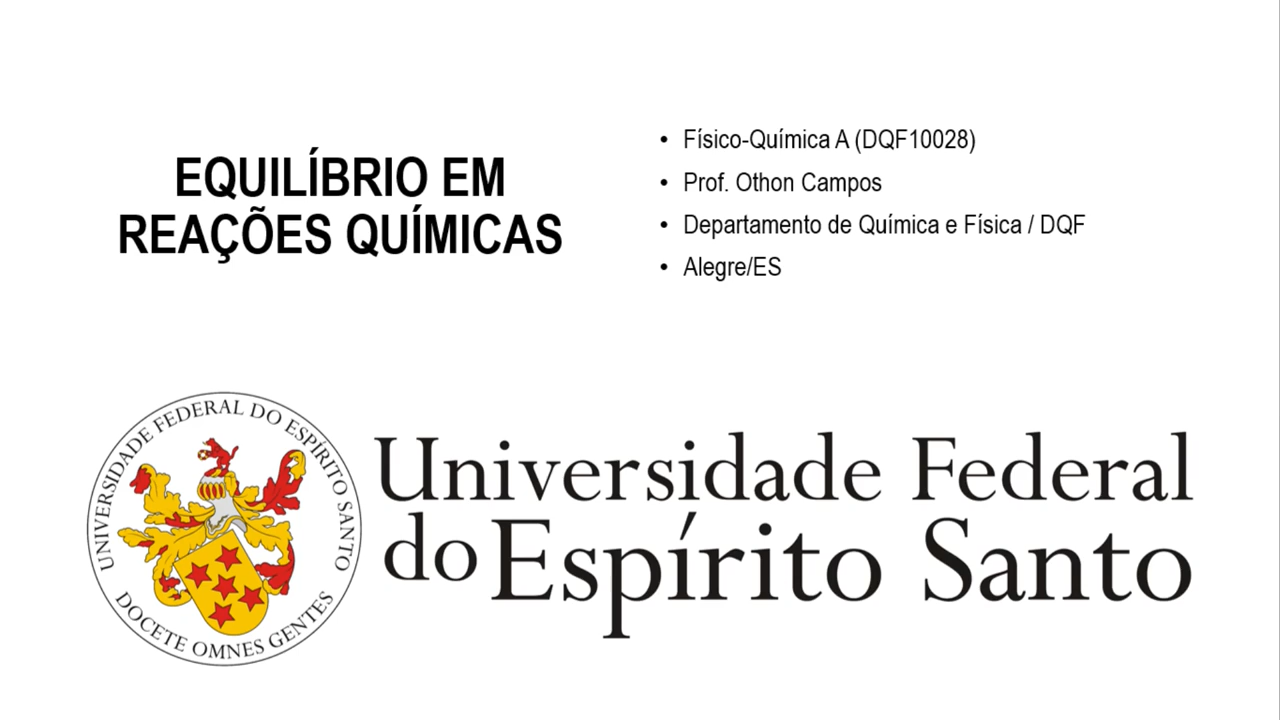 EQUILÍBRIO EM
REAÇÕES QUÍMICAS
• Físico-Química A (DQF10028)
• Prof. Othon Campos
• Departamento de Química e Física / DQF
• Alegre/ES
UNIVERSIDADE FEDERAL DO ESPÍRITO SANTO
DOCETE OMNES GENTES
Universidade Federal
do Espírito Santo